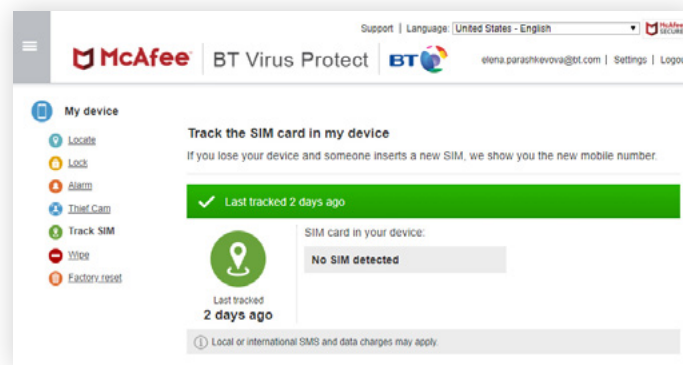 Support | Language: United States - English
McAfee SECURE
McAfee | BT Virus Protect | BT
elena.parashkevova@bt.com | Settings | Logou
My device
Locate
Lock
Alarm
Thief Cam
Track SIM
Wipe
Factory reset
Track the SIM card in my device
If you lose your device and someone inserts a new SIM, we show you the new mobile number.
Last tracked 2 days ago
Last tracked
2 days ago
SIM card in your device:
No SIM detected
Local or international SMS and data charges may apply.